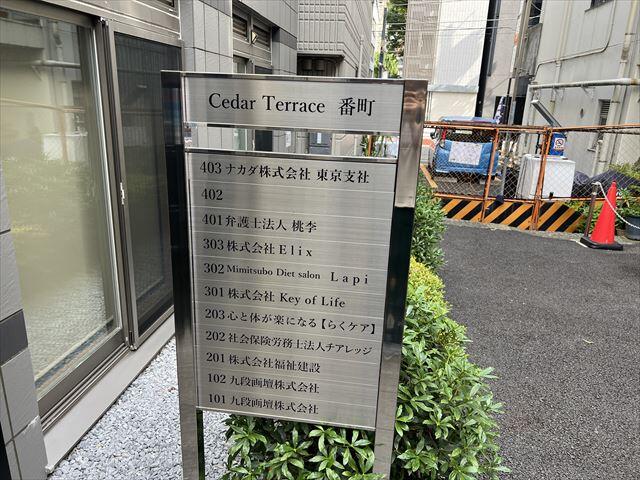 Cedar Terrace 番町
403 ナカダ株式会社 東京支社
402
401 弁護士法人 桃李
303 株式会社 Elix
302 Mimitsubo Diet salon Lapi
301 株式会社 Key of Life
203 心と体が楽になる【らくケア】
202 社会保険労務士法人チアレッジ
201 株式会社福祉建設
102 九段画壇株式会社
101 九段画壇株式会社